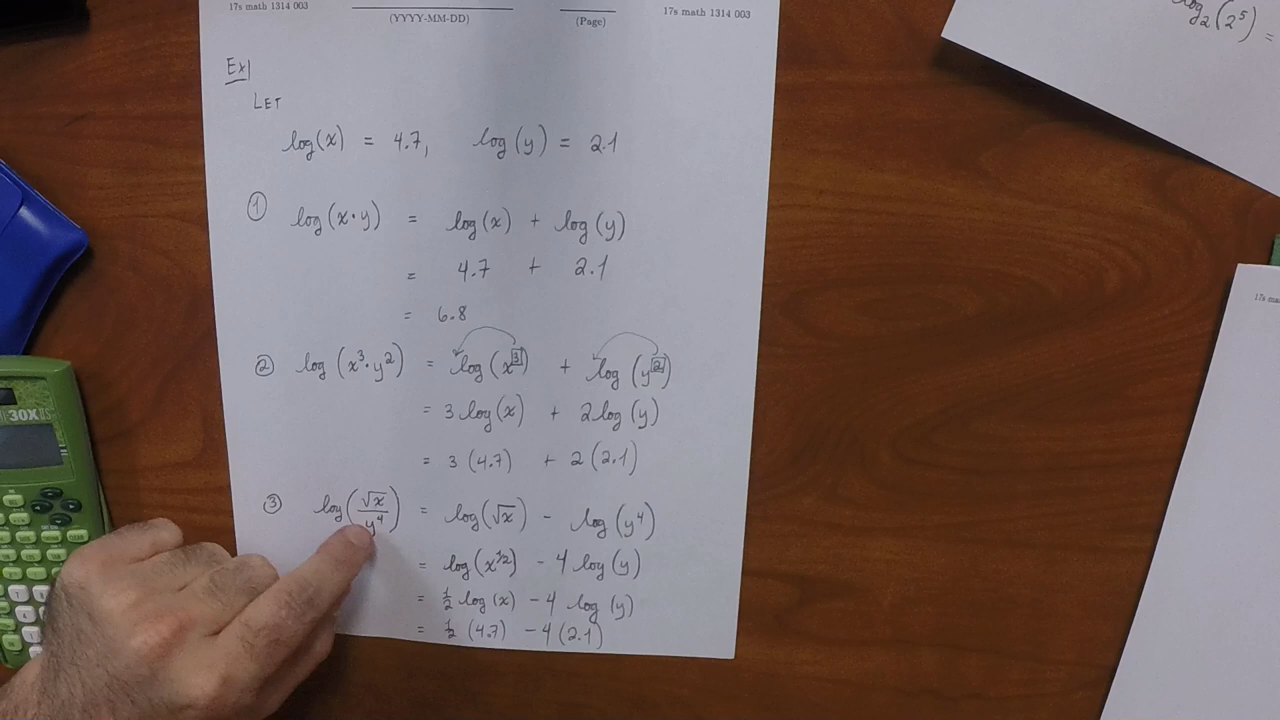 17s math 1314 003 (YYYY-MM-DD) (Page) 17s math 1314 003
Ex|
LET
log(x) = 4.7, log(y) = 2.1
① log(x·y) = log(x) + log(y)
= 4.7 + 2.1
= 6.8
② log(x³·y²) = log(x³) + log(y²)
= 3 log(x) + 2 log(y)
= 3 (4.7) + 2 (2.1)
③ log(√x/y⁴) = log(√x) - log(y⁴)
= log(x^1/2) - 4 log(y)
= 1/2 log(x) - 4 log(y)
= 1/2 (4.7) - 4 (2.1)
log₂(2⁵) =
30X IIS